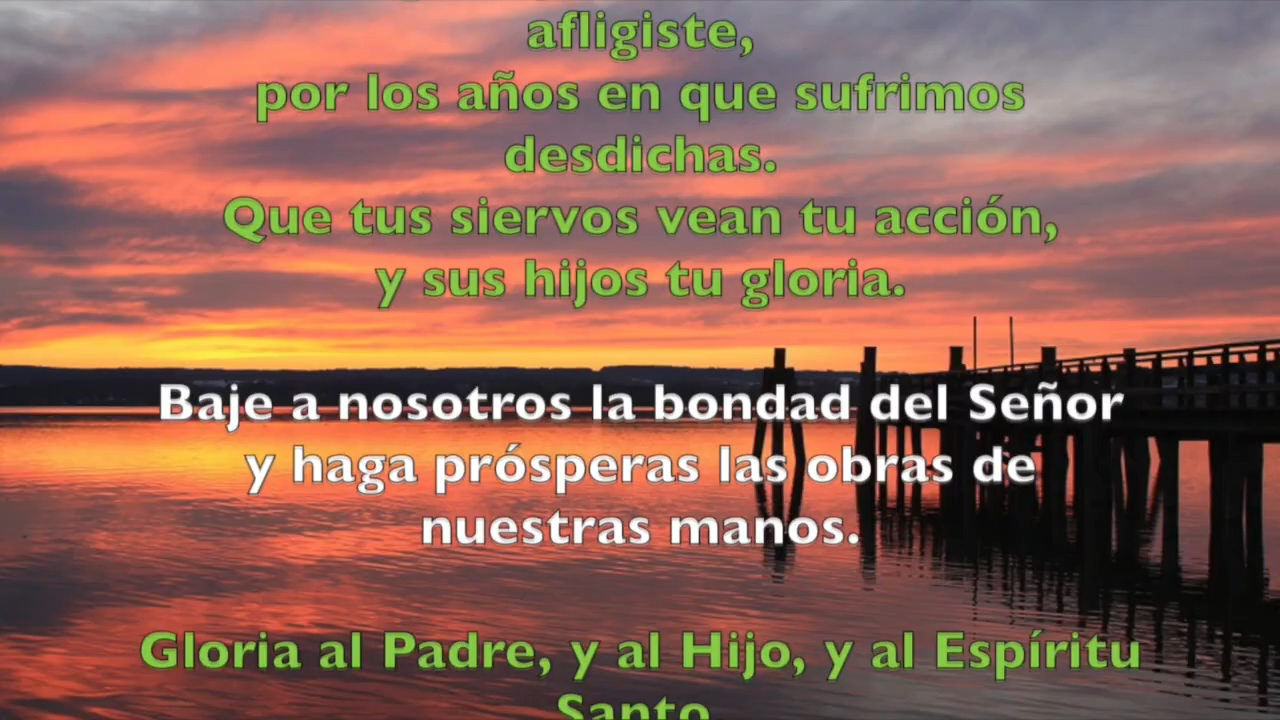 afligiste,
por los años en que sufrimos
desdichas.
Que tus siervos vean tu acción,
y sus hijos tu gloria.
Baje a nosotros la bondad del Señor
y haga prósperas las obras de
nuestras manos.
Gloria al Padre, y al Hijo, y al Espíritu
Santo